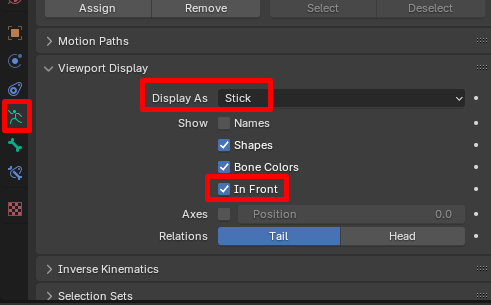 Assign Remove Select Deselect
Motion Paths
Viewport Display
Display As Stick
Show Names
Shapes
Bone Colors
In Front
Axes Position 0.0
Relations Tail Head
Inverse Kinematics
Selection Sets